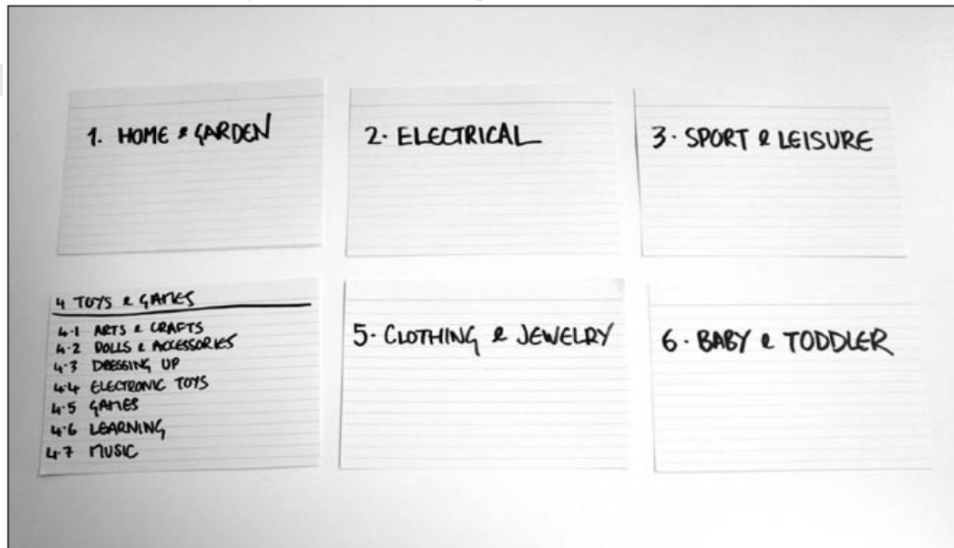 1. HOME & GARDEN
2. ELECTRICAL
3. SPORT & LEISURE
4 TOYS & GAMES
4.1 ARTS & CRAFTS
4.2 DOLLS & ACCESSORIES
4.3 DRESSING UP
4.4 ELECTRONIC TOYS
4.5 GAMES
4.6 LEARNING
4.7 MUSIC
5. CLOTHING & JEWELRY
6. BABY & TODDLER